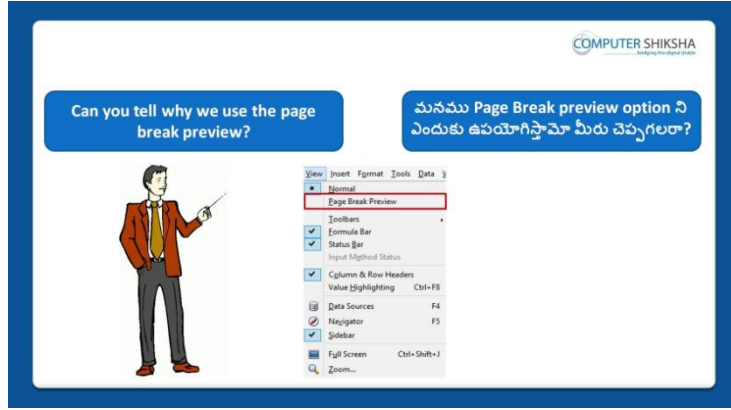 COMPUTER SHIKSHA
Can you tell why we use the page
break preview?
మనము Page Break preview option ని
ఎందుకు ఉపయోగిస్తామో మీరు చెప్పగలరా?
View Insert Format Tools Data
Normal
Page Break Preview
Toolbars
Formula Bar
Status Bar
Input Method Status
Column & Row Headers
Value Highlighting Ctrl+F8
Data Sources F4
Navigator F5
Sidebar
Full Screen Ctrl+Shift+J
Zoom...